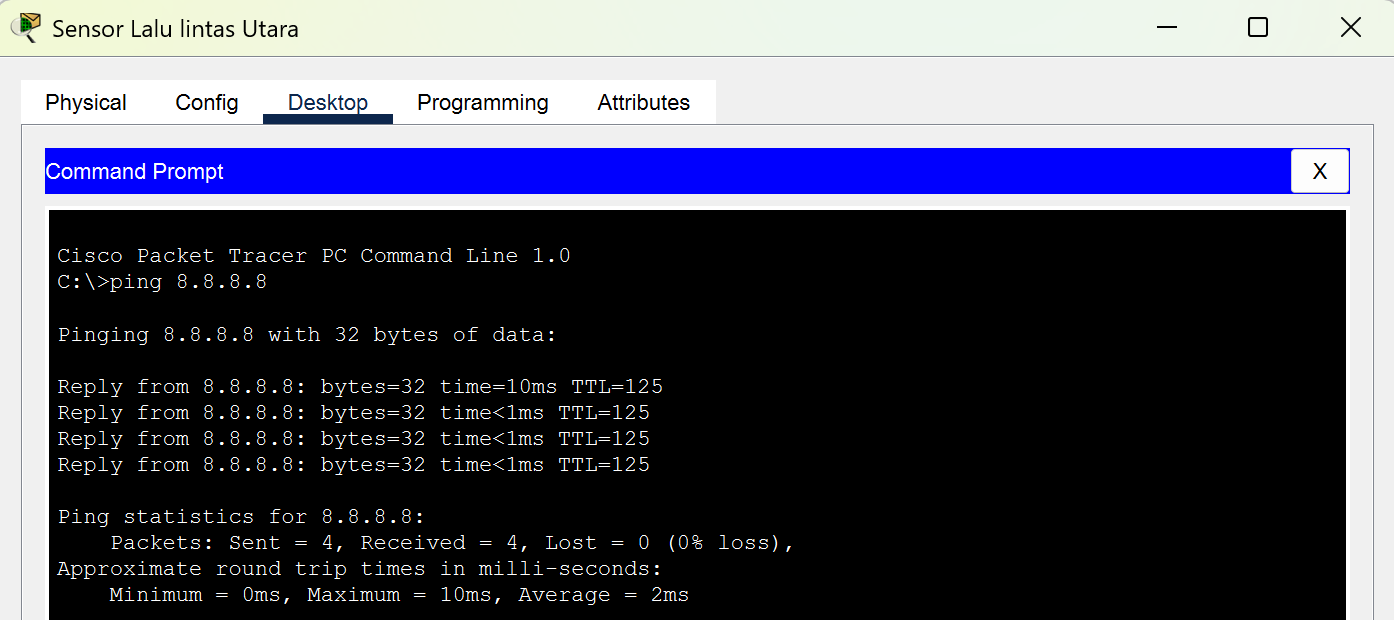 Sensor Lalu lintas Utara
Physical Config Desktop Programming Attributes
Command Prompt X
Cisco Packet Tracer PC Command Line 1.0
C:\>ping 8.8.8.8
Pinging 8.8.8.8 with 32 bytes of data:
Reply from 8.8.8.8: bytes=32 time=10ms TTL=125
Reply from 8.8.8.8: bytes=32 time<1ms TTL=125
Reply from 8.8.8.8: bytes=32 time<1ms TTL=125
Reply from 8.8.8.8: bytes=32 time<1ms TTL=125
Ping statistics for 8.8.8.8:
    Packets: Sent = 4, Received = 4, Lost = 0 (0% loss),
Approximate round trip times in milli-seconds:
    Minimum = 0ms, Maximum = 10ms, Average = 2ms